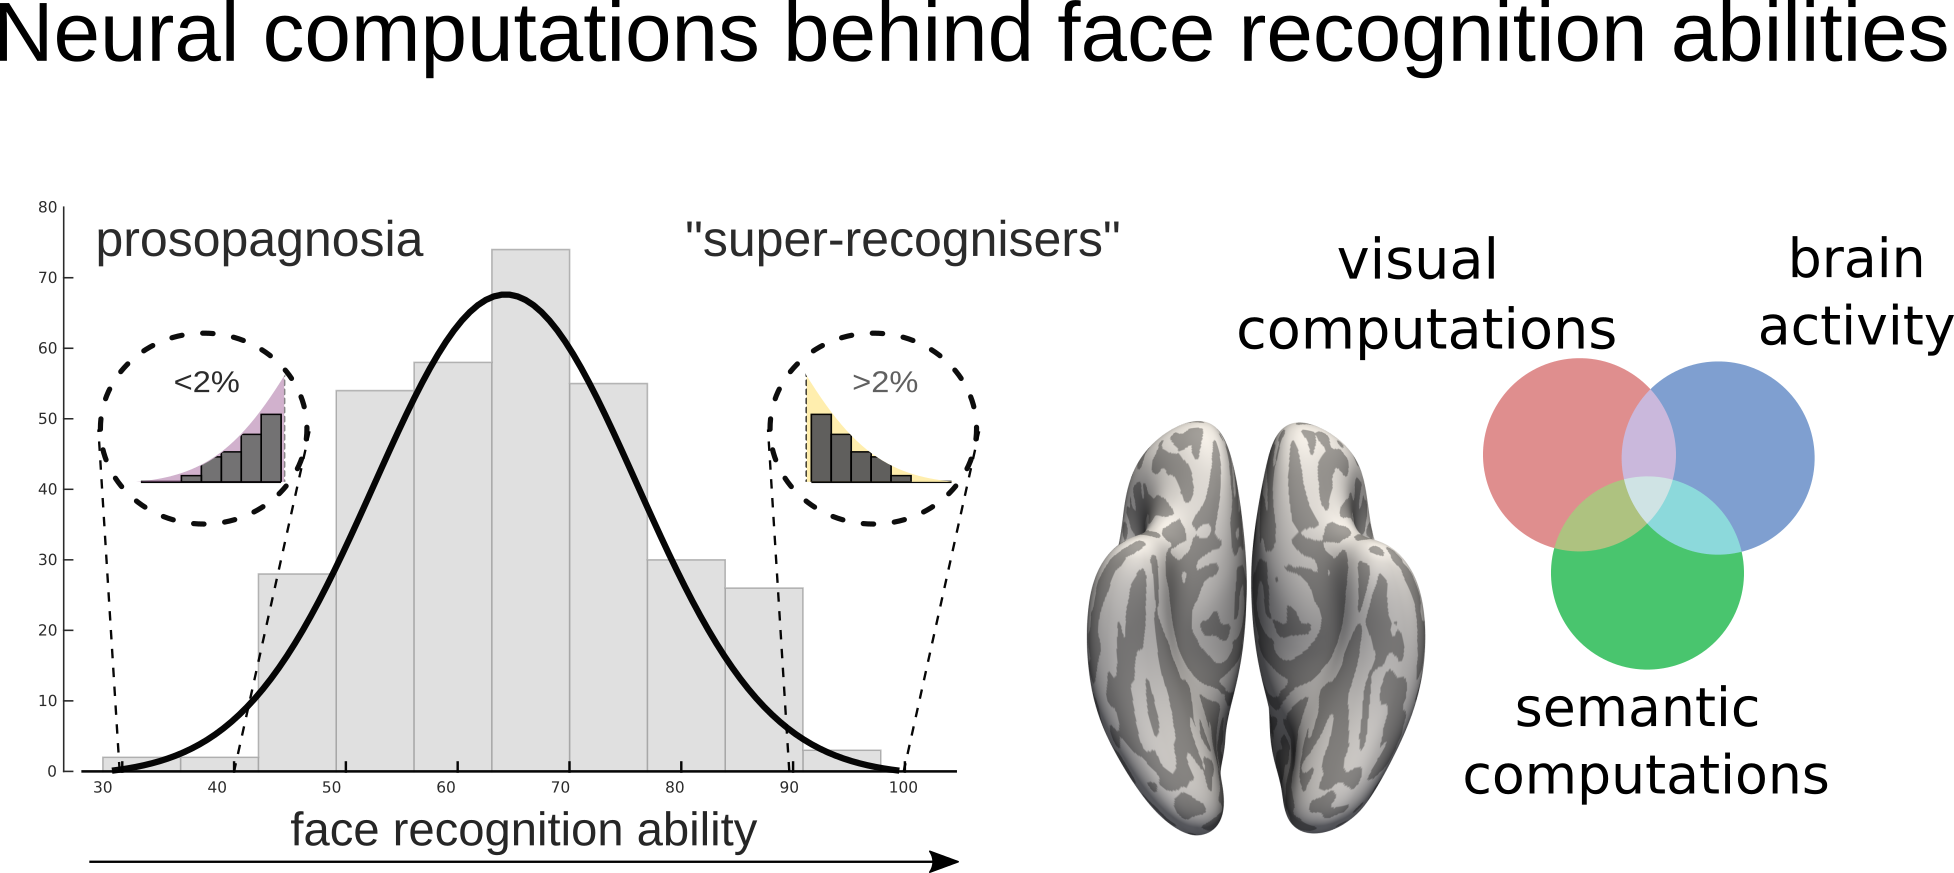 Neural computations behind face recognition abilities
prosopagnosia
"super-recognisers"
80
70
60
50
40
30
20
10
0
<2%
>2%
30 40 50 60 70 80 90 100
face recognition ability
visual
computations
brain
activity
semantic
computations